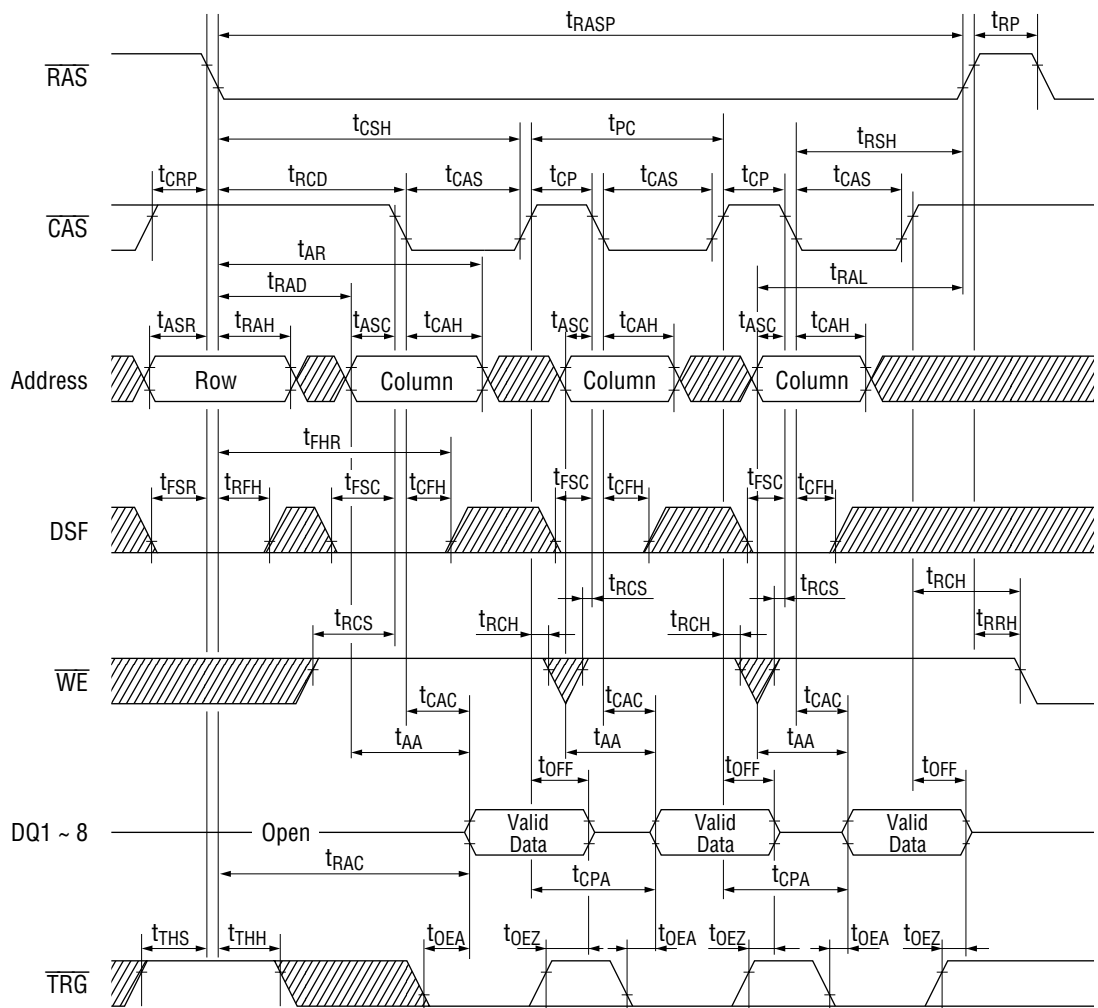 tRASP tRP
RAS
tCSH tPC tRSH
tCRP tRCD tCAS tCP tCAS tCP tCAS
CAS
tAR
tRAD tRAL
tASR tRAH tASC tCAH tASC tCAH tASC tCAH
Address Row Column Column Column
tFHR
tFSR tRFH tFSC tCFH tFSC tCFH tFSC tCFH
DSF
tRCS tRCH
tRCS tRCH tRCH tRCS tRRH
WE
tCAC tCAC tCAC
tAA tAA tAA
tOFF tOFF tOFF
DQ1 ~ 8 Open Valid Data Valid Data Valid Data
tRAC tCPA tCPA
tTHS tTHH tOEA tOEZ tOEA tOEZ tOEA tOEZ
TRG